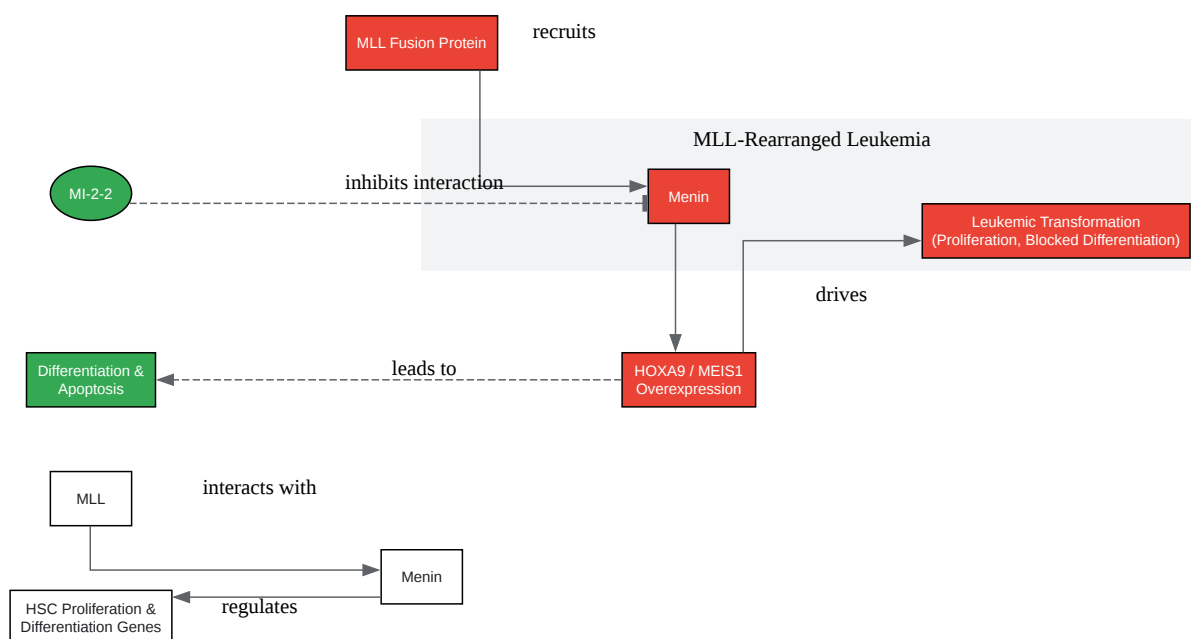 MLL Fusion Protein
recruits
MLL-Rearranged Leukemia
inhibits interaction
MI-2-2
Menin
Leukemic Transformation
(Proliferation, Blocked Differentiation)
drives
leads to
Differentiation &
Apoptosis
HOXA9 / MEIS1
Overexpression
MLL
interacts with
Menin
regulates
HSC Proliferation &
Differentiation Genes